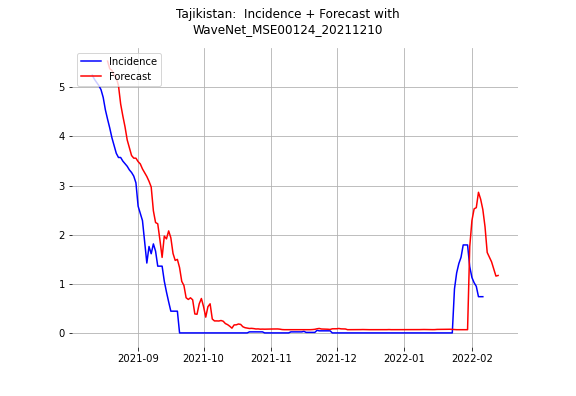 Tajikistan:  Incidence + Forecast with
WaveNet_MSE00124_20211210
Incidence
Forecast
5
4
3
2
1
0
2021-09 2021-10 2021-11 2021-12 2022-01 2022-02